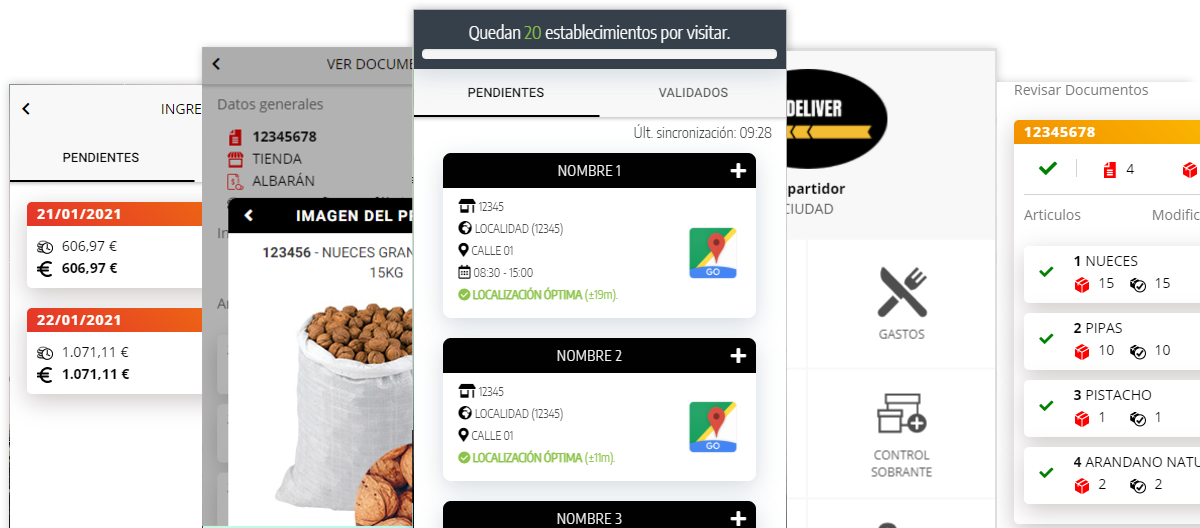 INGRE
PENDIENTES
21/01/2021
606,97 €
606,97 €
22/01/2021
1.071,11 €
1.071,11 €
VER DOCUME
Datos generales
12345678
TIENDA
ALBARÁN
In
IMAGEN DEL PR
123456 - NUECES GRAN
15KG
Quedan 20 establecimientos por visitar.
PENDIENTES
VALIDADOS
Últ. sincronización: 09:28
NOMBRE 1
12345
LOCALIDAD (12345)
CALLE 01
08:30 - 15:00
LOCALIZACIÓN ÓPTIMA (±19m).
GO
NOMBRE 2
12345
LOCALIDAD (12345)
CALLE 01
LOCALIZACIÓN ÓPTIMA (±11m).
GO
NOMBRE 3
DELIVER
partidor
CIUDAD
GASTOS
CONTROL
SOBRANTE
Revisar Documentos
12345678
4
Articulos
Modific
1 NUECES
15 15
2 PIPAS
10 10
3 PISTACHO
1 1
4 ARANDANO NATU
2 2